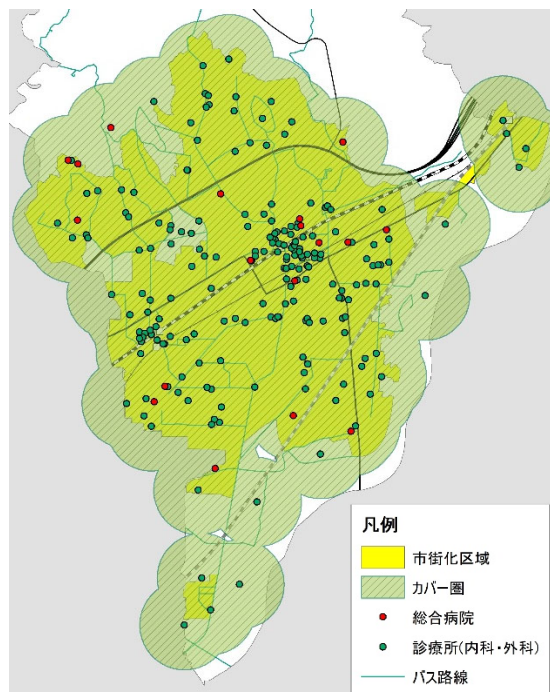 凡例
市街化区域
カバー圏
総合病院
診療所(内科・外科)
バス路線